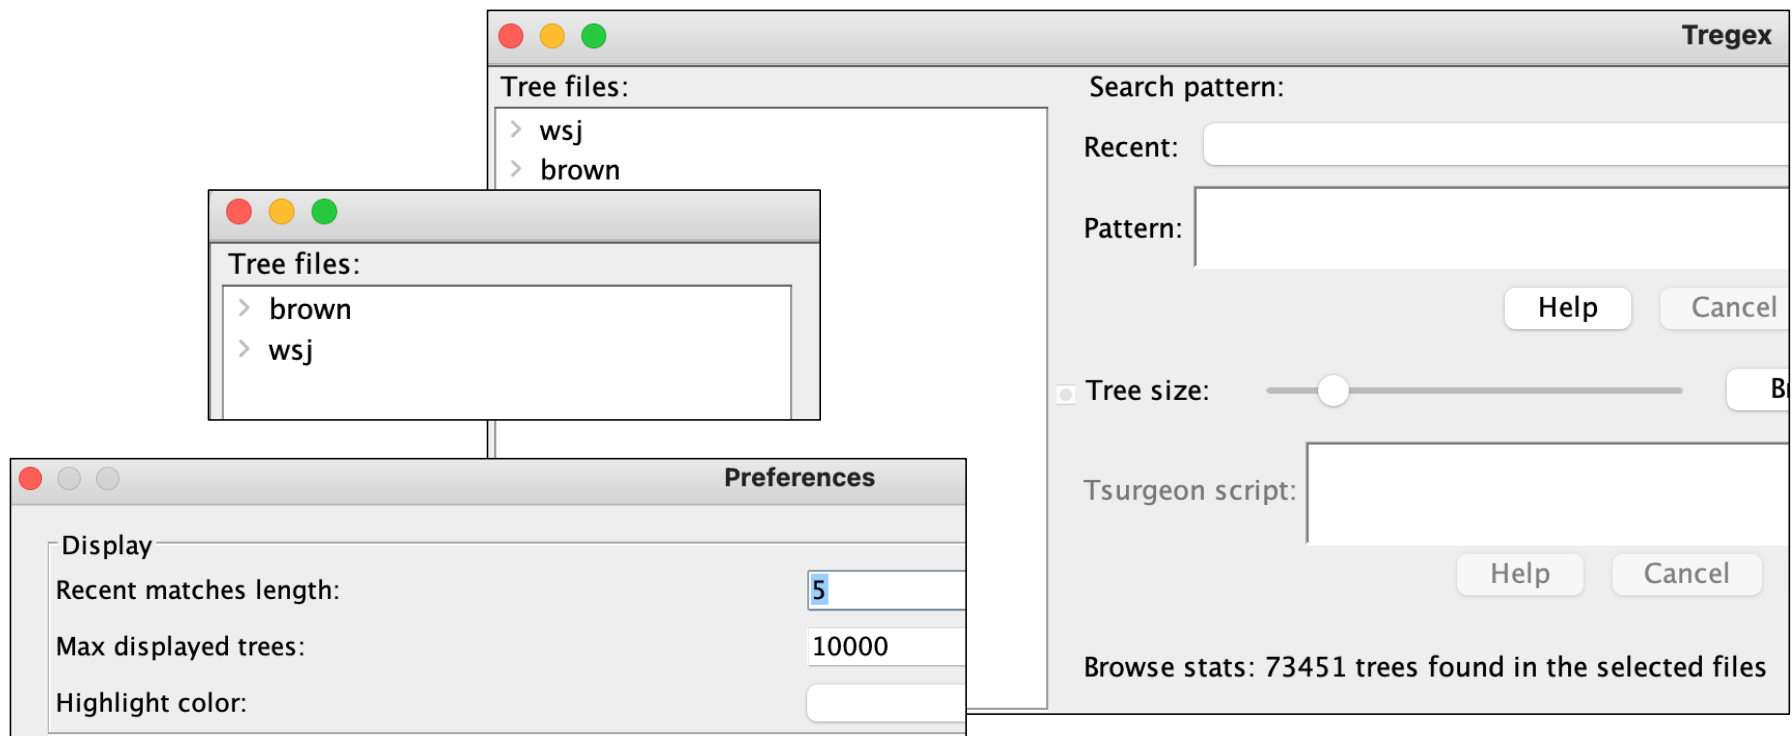 Tregex
Tree files:
wsj
brown
Search pattern:
Recent:
Pattern:
Help Cancel
Tree size:
Tsurgeon script:
Help Cancel
Browse stats: 73451 trees found in the selected files
Tree files:
brown
wsj
Preferences
Display
Recent matches length: 5
Max displayed trees: 10000
Highlight color: